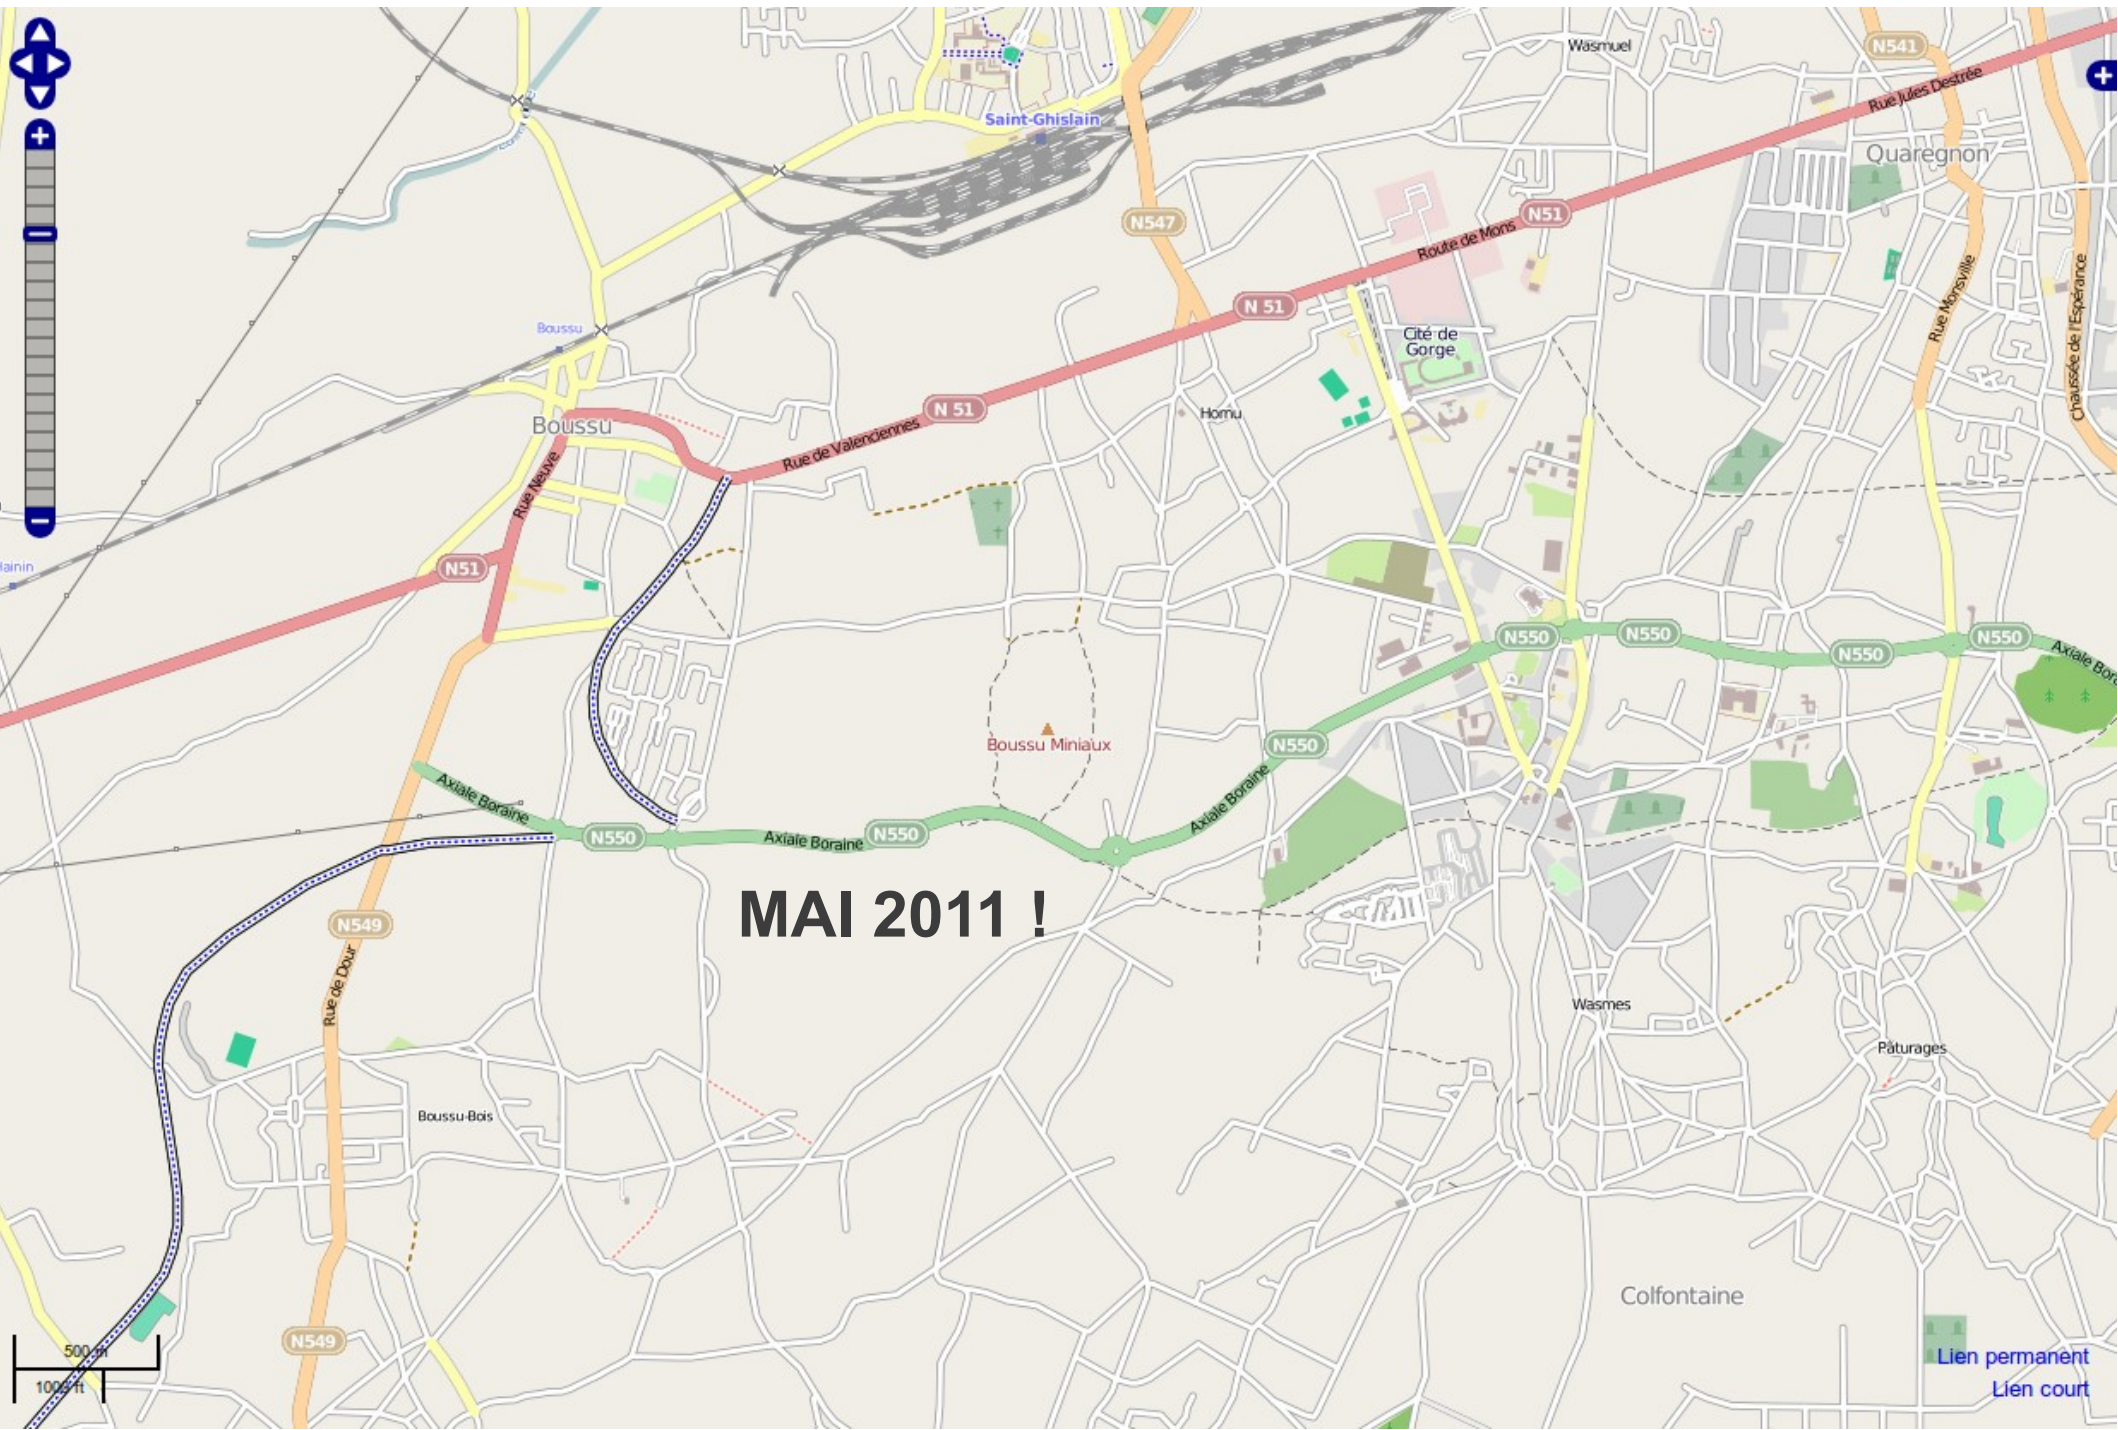 Wasmuel
N541
Rue Jules Destrée
Saint-Ghislain
Quaregnon
N547
N51
Route de Mons
N 51
Rue Monsville
Chaussée de l'Espérance
Boussu
Cité de
Gorge
N 51
Hornu
Boussu
Rue de Valenciennes
Rue Neuve
N51
N550
N550
N550
N550
Axiale
Boussu Miniaux
N550
Axiale Boraine
N550
Axiale Boraine
N550
Axiale Boraine
MAI 2011 !
N549
Rue de Dour
Wasmes
Pâturages
Boussu-Bois
Colfontaine
N549
500 m
Lien permanent
Lien court